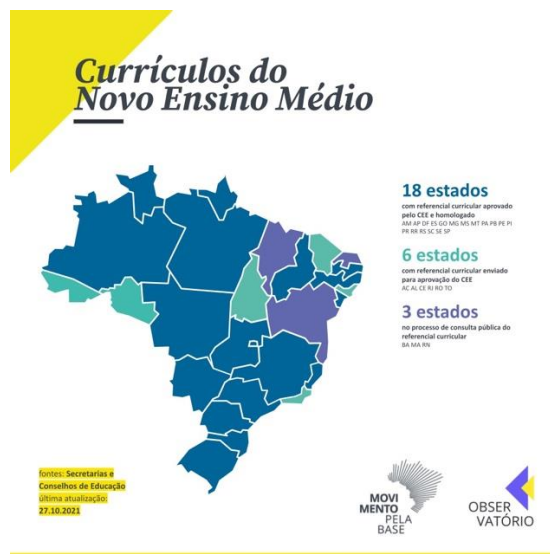 Currículos do
Novo Ensino Médio
18 estados
com referencial curricular aprovado
pelo CEE e homologado
AM AP DF ES GO MG MS MT PA PB PE PI
PR RR RS SC SE SP
6 estados
com referencial curricular enviado
para aprovação do CEE
AC AL CE RJ RO TO
3 estados
no processo de consulta pública do
referencial curricular
BA MA RN
fontes: Secretarias e
Conselhos de Educação
última atualização:
27.10.2021
MOVI
MENTO
PELA
BASE
OBSER
VATÓRIO